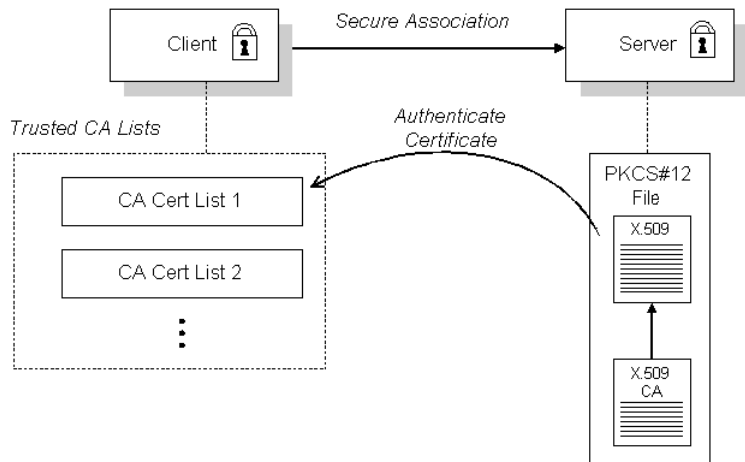 Secure Association
Client
Server
Trusted CA Lists
Authenticate
Certificate
CA Cert List 1
CA Cert List 2
PKCS#12
File
X.509
X.509
CA